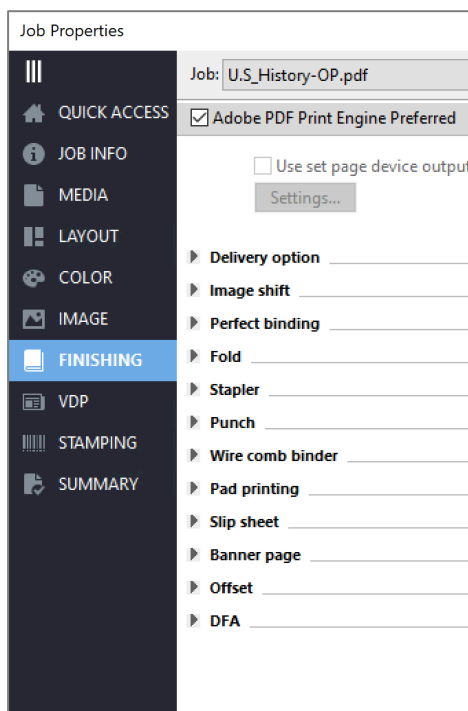 Job Properties
Job: U.S_History-OP.pdf
QUICK ACCESS
JOB INFO
MEDIA
LAYOUT
COLOR
IMAGE
FINISHING
VDP
STAMPING
SUMMARY
Adobe PDF Print Engine Preferred
Use set page device output
Settings...
Delivery option
Image shift
Perfect binding
Fold
Stapler
Punch
Wire comb binder
Pad printing
Slip sheet
Banner page
Offset
DFA